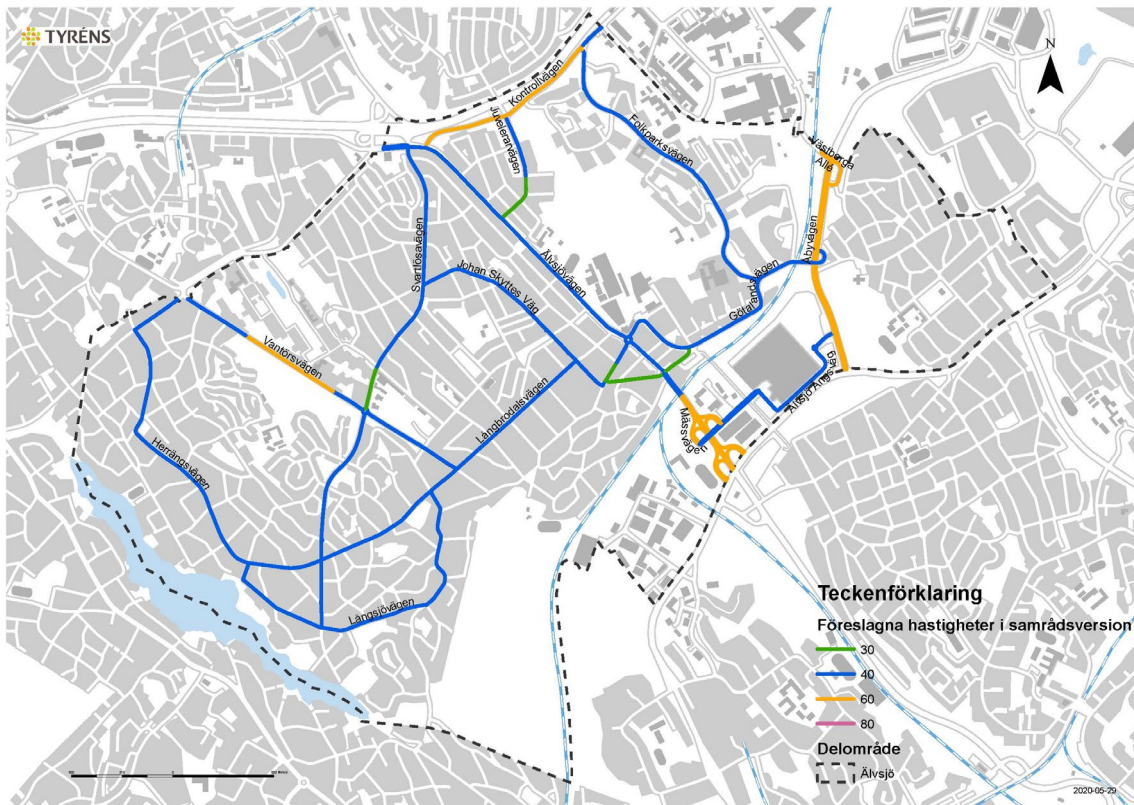 TYRÉNS
N
Kontrollvägen
Juvelerarvägen
Folkparksvägen
Västberga
Allé
Åbyvägen
Svartlösavägen
Johan Skyttes Väg
Älvsjövägen
Götalandsvägen
Vantörsvägen
Långbrodalsvägen
Älvsjö Ängsväg
Mässvägen
Herrängsvägen
Långsjövägen
Teckenförklaring
Föreslagna hastigheter i samrådsversion
30
40
60
80
Delområde
Älvsjö
2020-05-29